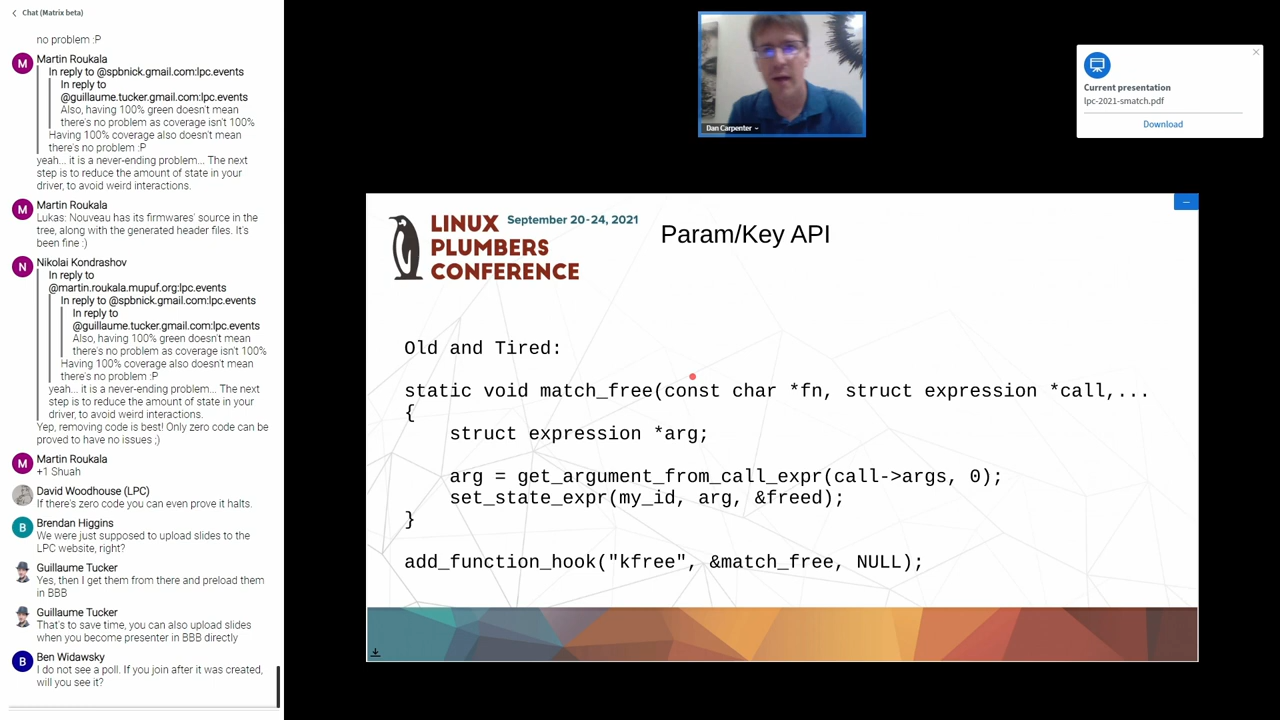 Chat (Matrix beta)
no problem :P
M
Martin Roukala
In reply to @spbnick.gmail.com:lpc.events
In reply to
@guillaume.tucker.gmail.com:lpc.events
Also, having 100% green doesn't mean
there's no problem as coverage isn't 100%
Having 100% coverage also doesn't mean
there's no problem :P
yeah... it is a never-ending problem... The next
step is to reduce the amount of state in your
driver, to avoid weird interactions.
M
Martin Roukala
Lukas: Nouveau has its firmwares' source in the
tree, along with the generated header files. It's
been fine :)
N
Nikolai Kondrashov
In reply to
@martin.roukala.mupuf.org:lpc.events
In reply to @spbnick.gmail.com:lpc.events
In reply to
@guillaume.tucker.gmail.com:lpc.events
Also, having 100% green doesn't mean
there's no problem as coverage isn't 100%
Having 100% coverage also doesn't mean
there's no problem :P
yeah... it is a never-ending problem... The next
step is to reduce the amount of state in your
driver, to avoid weird interactions.
Yep, removing code is best! Only zero code can be
proved to have no issues ;)
M
Martin Roukala
+1 Shuah
David Woodhouse (LPC)
If there's zero code you can even prove it halts.
B
Brendan Higgins
We were just supposed to upload slides to the
LPC website, right?
Guillaume Tucker
Yes, then I get them from there and preload them
in BBB
Guillaume Tucker
That's to save time, you can also upload slides
when you become presenter in BBB directly
B
Ben Widawsky
I do not see a poll. If you join after it was created,
will you see it?
Dan Carpenter
Current presentation
lpc-2021-smatch.pdf
Download
LINUX September 20-24, 2021
PLUMBERS
CONFERENCE
Param/Key API
Old and Tired:
static void match_free(const char *fn, struct expression *call,...
{
struct expression *arg;
arg = get_argument_from_call_expr(call->args, 0);
set_state_expr(my_id, arg, &freed);
}
add_function_hook("kfree", &match_free, NULL);